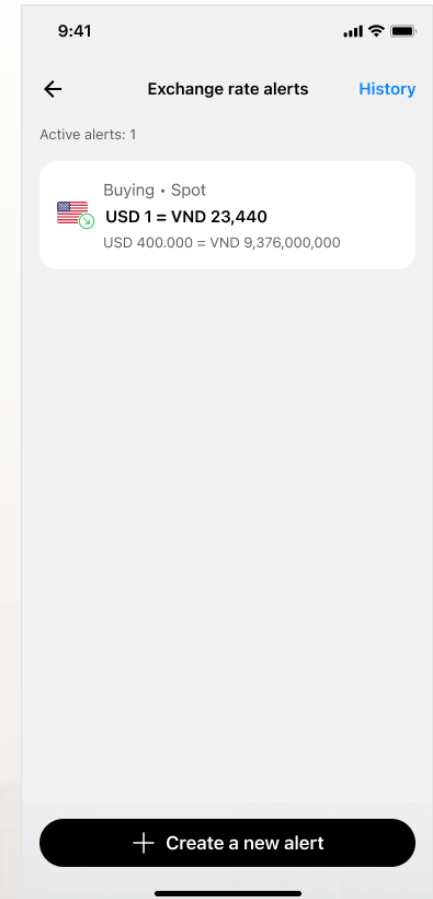 9:41
Exchange rate alerts
History
Active alerts: 1
Buying • Spot
USD 1 = VND 23,440
USD 400.000 = VND 9,376,000,000
Create a new alert